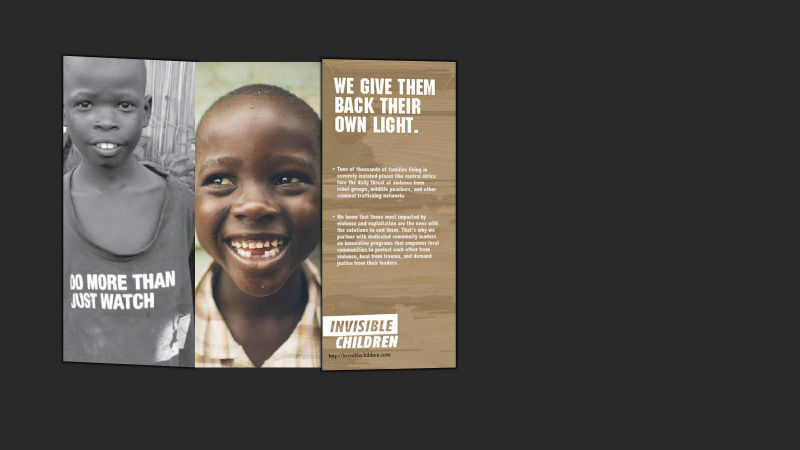 DO MORE THAN
JUST WATCH
WE GIVE THEM
BACK THEIR
OWN LIGHT.
• Tens of thousands of families living in
severely isolated places like central Africa
face the daily threat of violence from
rebel groups, wildlife poachers, and other
criminal trafficking networks
• We know that those most impacted by
violence and exploitation are the ones with
the solutions to end them. That's why we
partner with dedicated community leaders
on innovative programs that empower local
communities to protect each other from
violence, heal from trauma, and demand
justice from their leaders.
INVISIBLE
CHILDREN
http://invisiblechildren.com